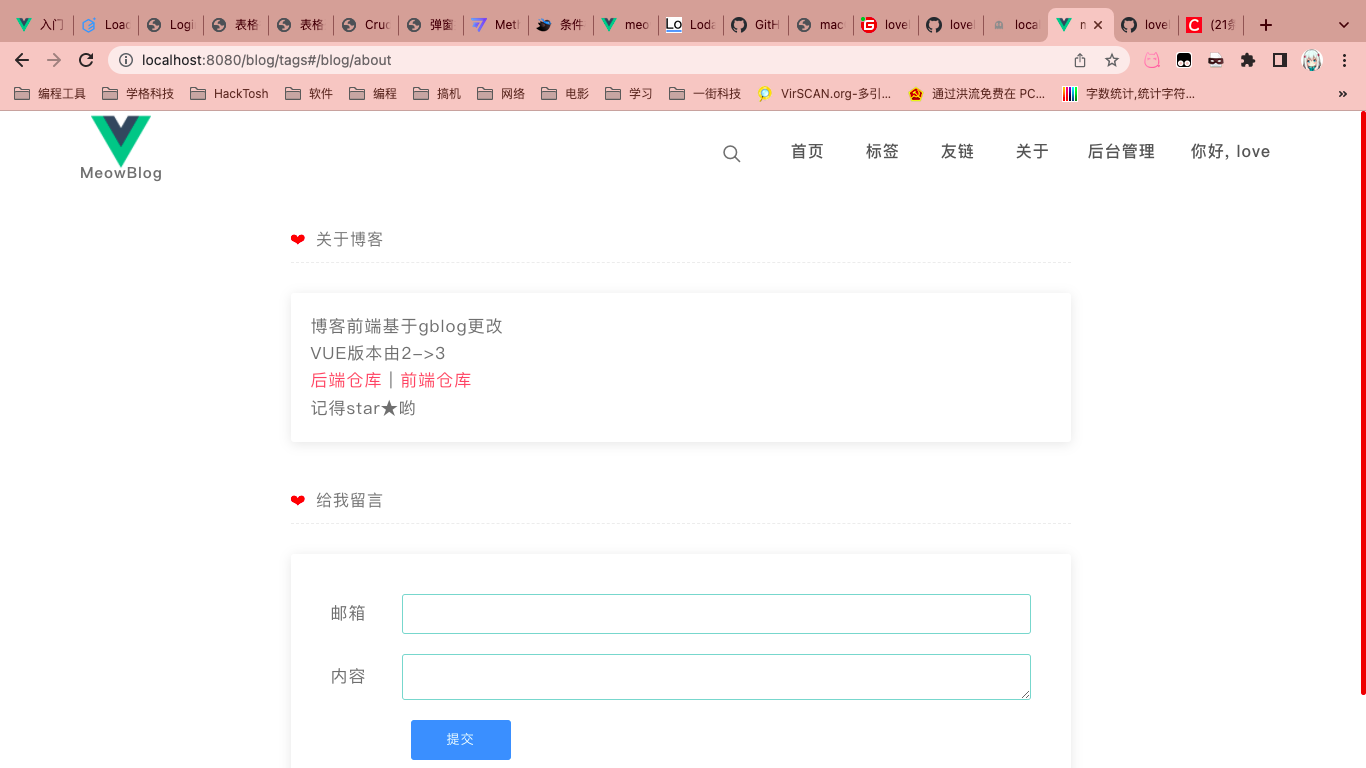 入门
Load
Logi
表格
表格
Cruc
弹窗
Met
条件
meo
Loda
GitH
mac
lovel
lovel
loca
lovel
(21条
localhost:8080/blog/tags#/blog/about
编程工具
学格科技
HackTosh
软件
编程
搞机
网络
电影
学习
一街科技
VirSCAN.org-多引...
通过洪流免费在 PC...
字数统计,统计字符...
»
MeowBlog
首页
标签
友链
关于
后台管理
你好, love
❤ 关于博客
博客前端基于gblog更改
VUE版本由2->3
后端仓库 | 前端仓库
记得star★哟
❤ 给我留言
邮箱
内容
提交